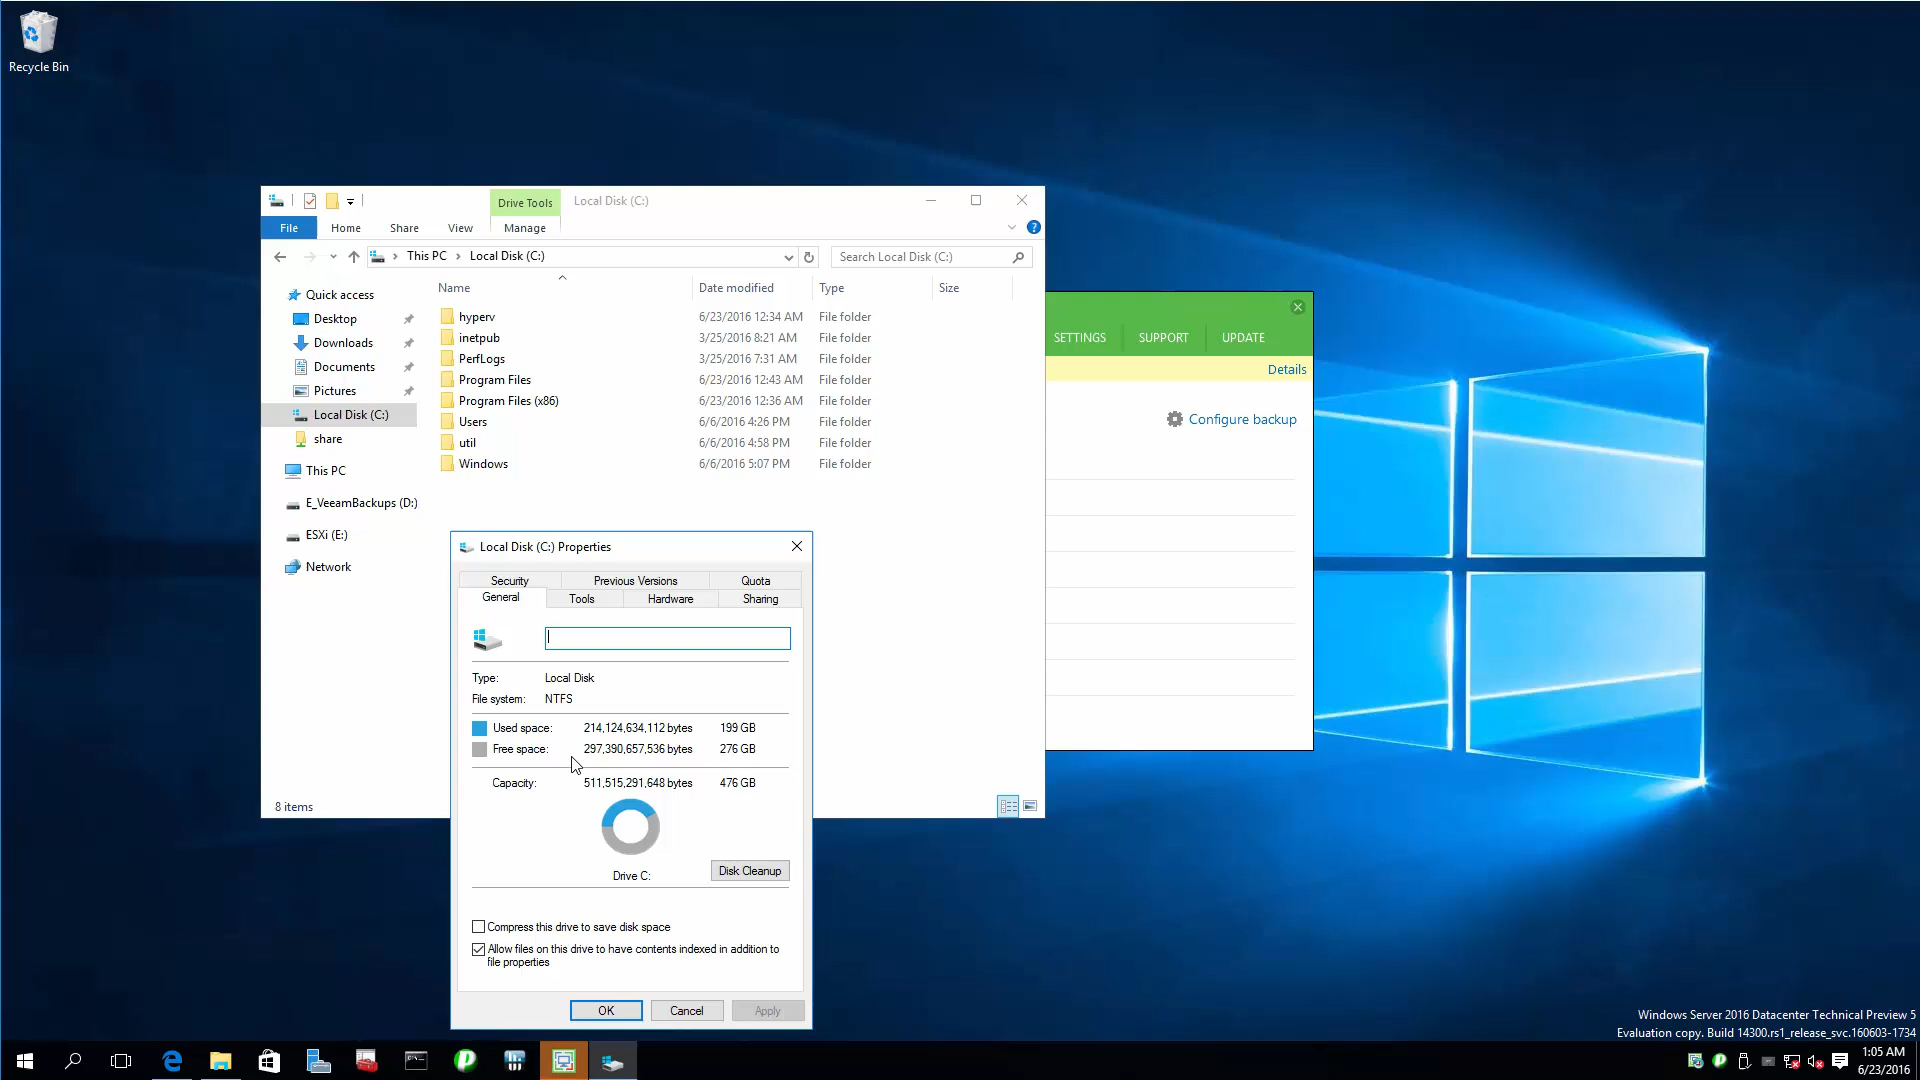 Recycle Bin
Drive Tools
Local Disk (C:)
File
Home
Share
View
Manage
This PC
Local Disk (C:)
Search Local Disk (C:)
Name
Date modified
Type
Size
Quick access
Desktop
Downloads
Documents
Pictures
Local Disk (C:)
share
This PC
E_VeeamBackups (D:)
ESXi (E:)
Network
hyperv 6/23/2016 12:34 AM File folder
inetpub 3/25/2016 8:21 AM File folder
PerfLogs 3/25/2016 7:31 AM File folder
Program Files 6/23/2016 12:43 AM File folder
Program Files (x86) 6/23/2016 12:36 AM File folder
Users 6/6/2016 4:26 PM File folder
util 6/6/2016 4:58 PM File folder
Windows 6/6/2016 5:07 PM File folder
8 items
SETTINGS
SUPPORT
UPDATE
Details
Configure backup
Local Disk (C:) Properties
Security
Previous Versions
Quota
General
Tools
Hardware
Sharing
Type: Local Disk
File system: NTFS
Used space: 214,124,634,112 bytes 199 GB
Free space: 297,390,657,536 bytes 276 GB
Capacity: 511,515,291,648 bytes 476 GB
Drive C:
Disk Cleanup
Compress this drive to save disk space
Allow files on this drive to have contents indexed in addition to
file properties
OK
Cancel
Apply
Windows Server 2016 Datacenter Technical Preview 5
Evaluation copy. Build 14300.rs1_release_svc.160603-1734
1:05 AM
6/23/2016